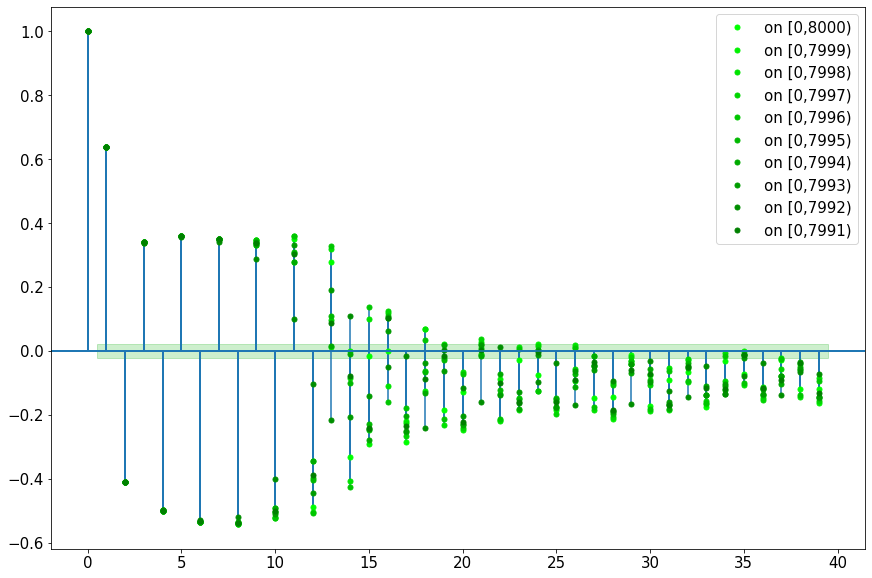 1.0
0.8
0.6
0.4
0.2
0.0
−0.2
−0.4
−0.6
0 5 10 15 20 25 30 35 40
on [0,8000)
on [0,7999)
on [0,7998)
on [0,7997)
on [0,7996)
on [0,7995)
on [0,7994)
on [0,7993)
on [0,7992)
on [0,7991)